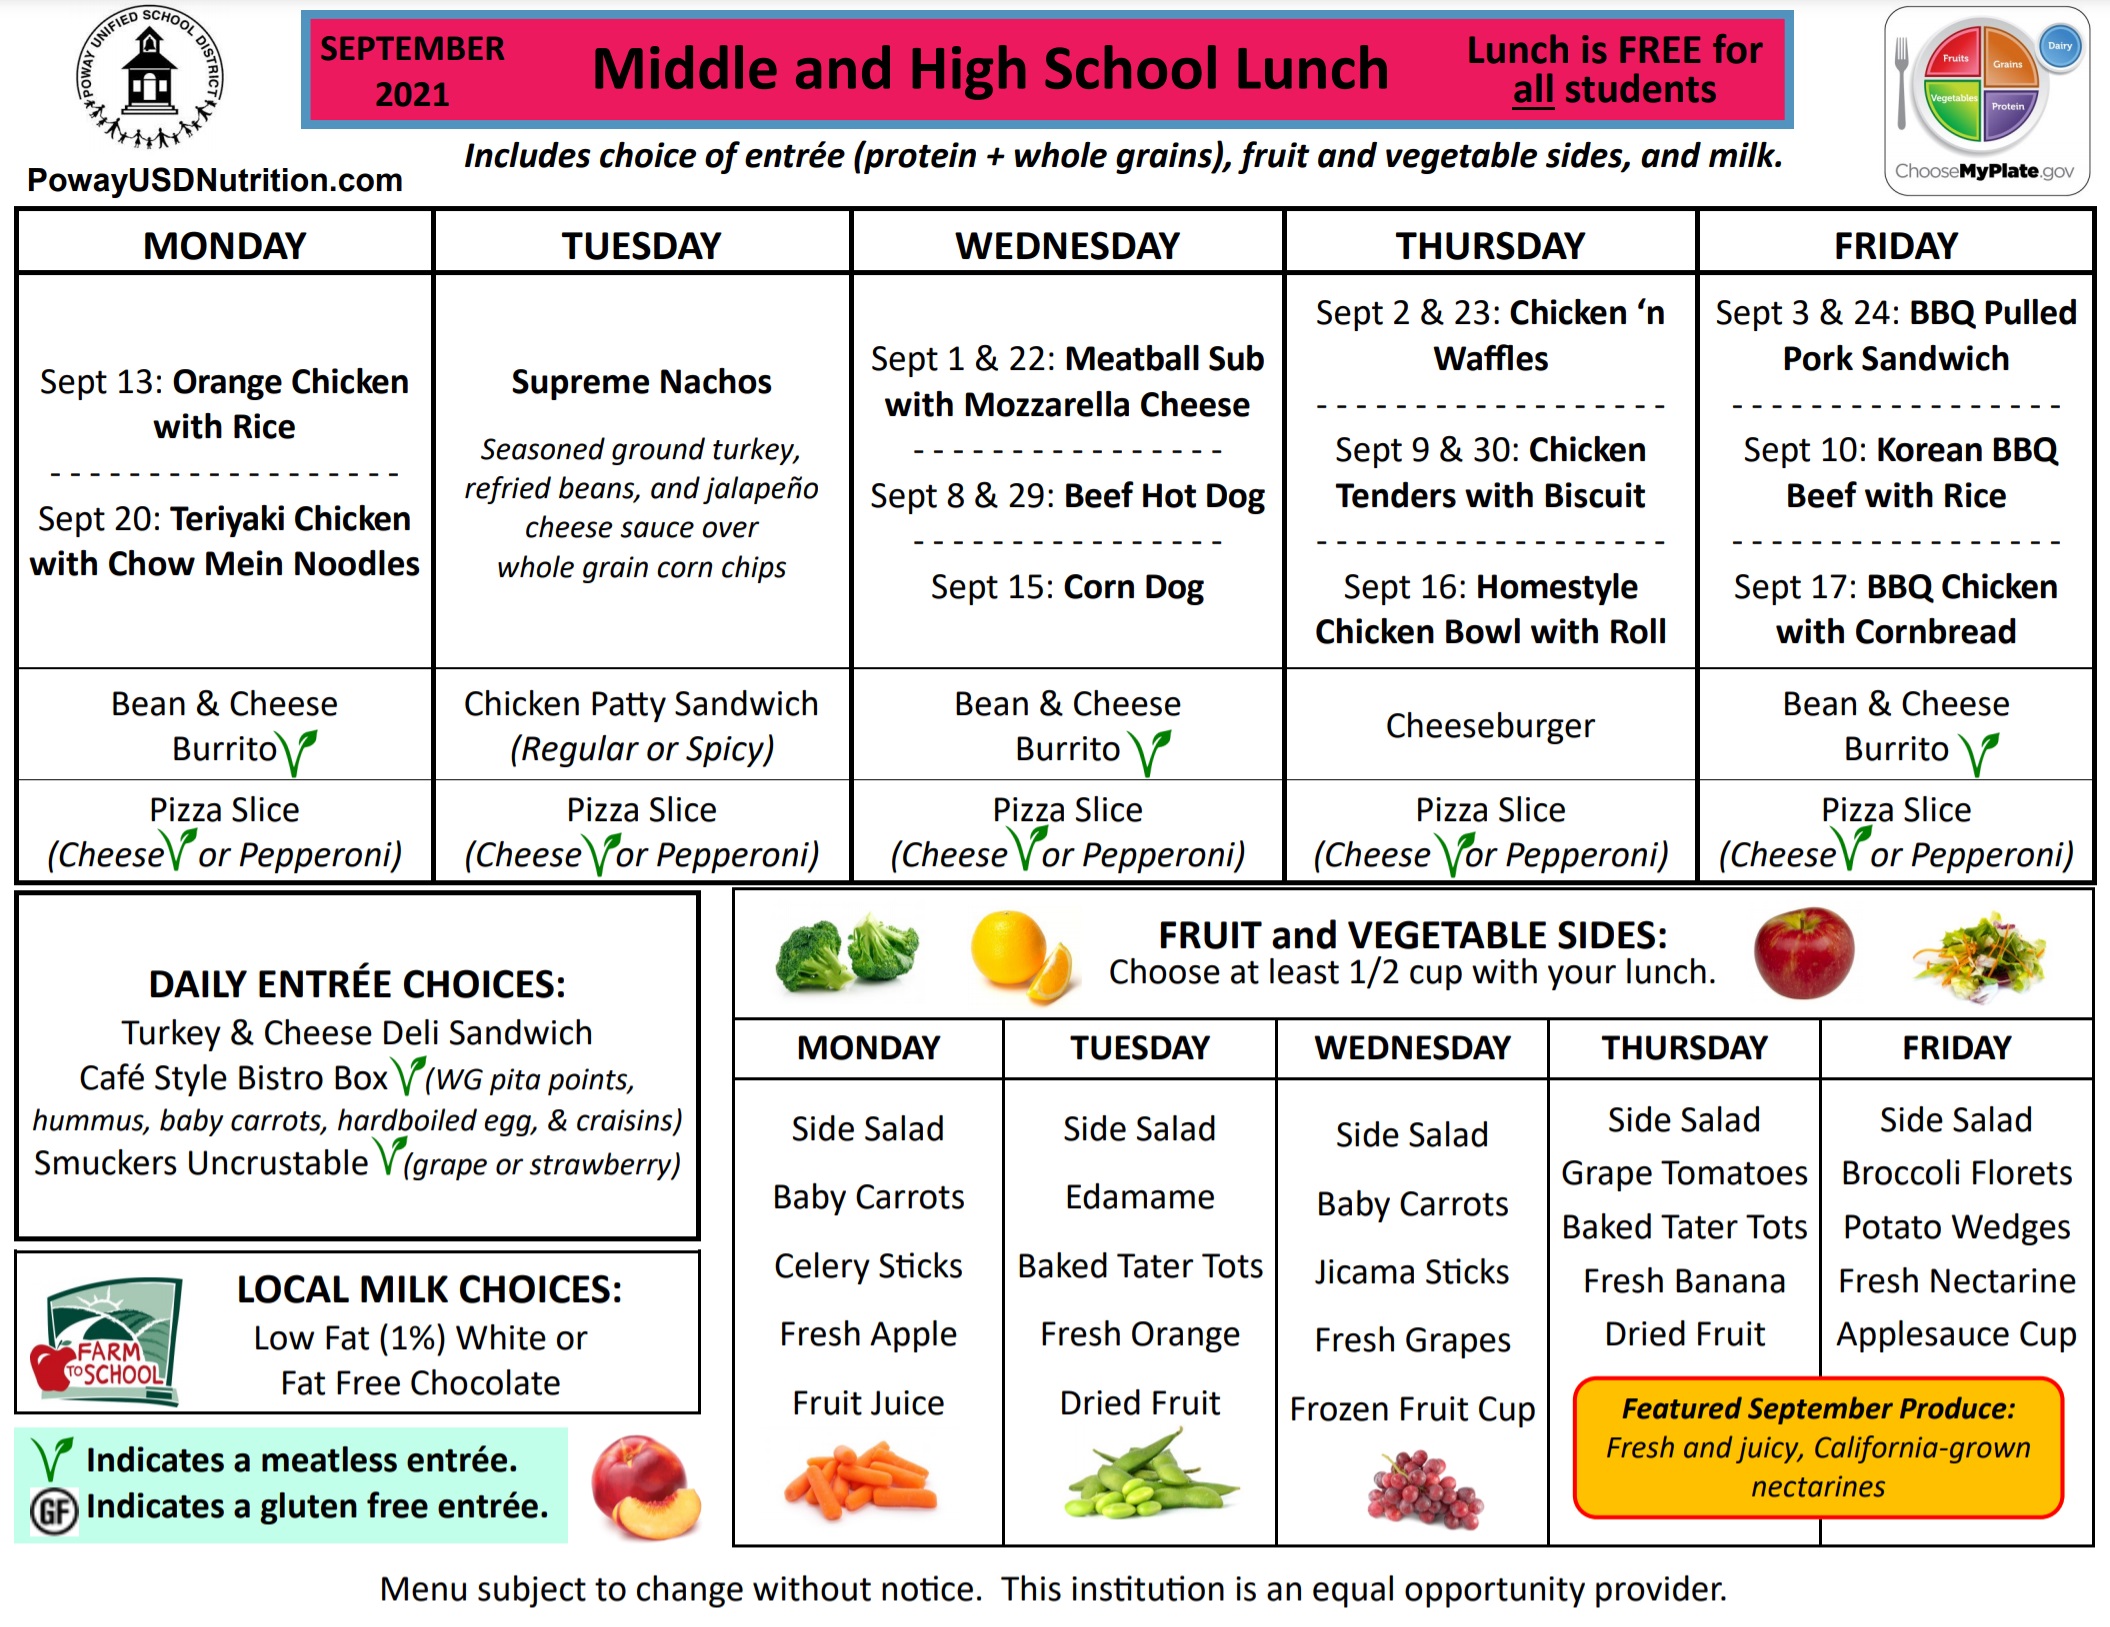 POWAY UNIFIED SCHOOL DISTRICT
PowayUSDNutrition.com
SEPTEMBER
2021
Middle and High School Lunch
Lunch is FREE for
all students
Includes choice of entrée (protein + whole grains), fruit and vegetable sides, and milk.
Fruits
Grains
Vegetables
Protein
Dairy
ChooseMyPlate.gov
MONDAY
TUESDAY
WEDNESDAY
THURSDAY
FRIDAY
Sept 13: Orange Chicken
with Rice
- - - - - - - - - - - - - - - - - -
Sept 20: Teriyaki Chicken
with Chow Mein Noodles
Supreme Nachos
Seasoned ground turkey,
refried beans, and jalapeño
cheese sauce over
whole grain corn chips
Sept 1 & 22: Meatball Sub
with Mozzarella Cheese
- - - - - - - - - - - - - - - -
Sept 8 & 29: Beef Hot Dog
- - - - - - - - - - - - - - - -
Sept 15: Corn Dog
Sept 2 & 23: Chicken ‘n
Waffles
- - - - - - - - - - - - - - - - - -
Sept 9 & 30: Chicken
Tenders with Biscuit
- - - - - - - - - - - - - - - - - -
Sept 16: Homestyle
Chicken Bowl with Roll
Sept 3 & 24: BBQ Pulled
Pork Sandwich
- - - - - - - - - - - - - - - - -
Sept 10: Korean BBQ
Beef with Rice
- - - - - - - - - - - - - - - - -
Sept 17: BBQ Chicken
with Cornbread
Bean & Cheese
Burrito
Chicken Patty Sandwich
(Regular or Spicy)
Bean & Cheese
Burrito
Cheeseburger
Bean & Cheese
Burrito
Pizza Slice
(Cheese or Pepperoni)
Pizza Slice
(Cheese or Pepperoni)
Pizza Slice
(Cheese or Pepperoni)
Pizza Slice
(Cheese or Pepperoni)
Pizza Slice
(Cheese or Pepperoni)
DAILY ENTRÉE CHOICES:
Turkey & Cheese Deli Sandwich
Café Style Bistro Box (WG pita points,
hummus, baby carrots, hardboiled egg, & craisins)
Smuckers Uncrustable (grape or strawberry)
FARM
TO SCHOOL
LOCAL MILK CHOICES:
Low Fat (1%) White or
Fat Free Chocolate
Indicates a meatless entrée.
GF Indicates a gluten free entrée.
FRUIT and VEGETABLE SIDES:
Choose at least 1/2 cup with your lunch.
MONDAY
TUESDAY
WEDNESDAY
THURSDAY
FRIDAY
Side Salad
Baby Carrots
Celery Sticks
Fresh Apple
Fruit Juice
Side Salad
Edamame
Baked Tater Tots
Fresh Orange
Dried Fruit
Side Salad
Baby Carrots
Jicama Sticks
Fresh Grapes
Frozen Fruit Cup
Side Salad
Grape Tomatoes
Baked Tater Tots
Fresh Banana
Dried Fruit
Side Salad
Broccoli Florets
Potato Wedges
Fresh Nectarine
Applesauce Cup
Featured September Produce:
Fresh and juicy, California-grown
nectarines
Menu subject to change without notice.  This institution is an equal opportunity provider.